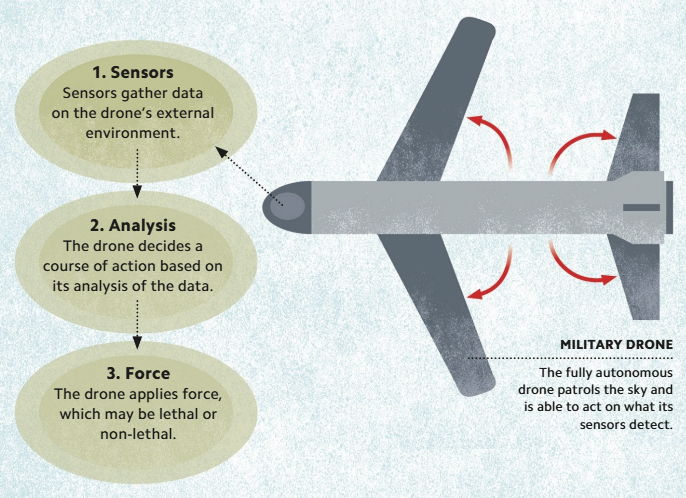 1. Sensors
Sensors gather data
on the drone’s external
environment.
2. Analysis
The drone decides a
course of action based on
its analysis of the data.
3. Force
The drone applies force,
which may be lethal or
non-lethal.
MILITARY DRONE
The fully autonomous
drone patrols the sky and
is able to act on what its
sensors detect.